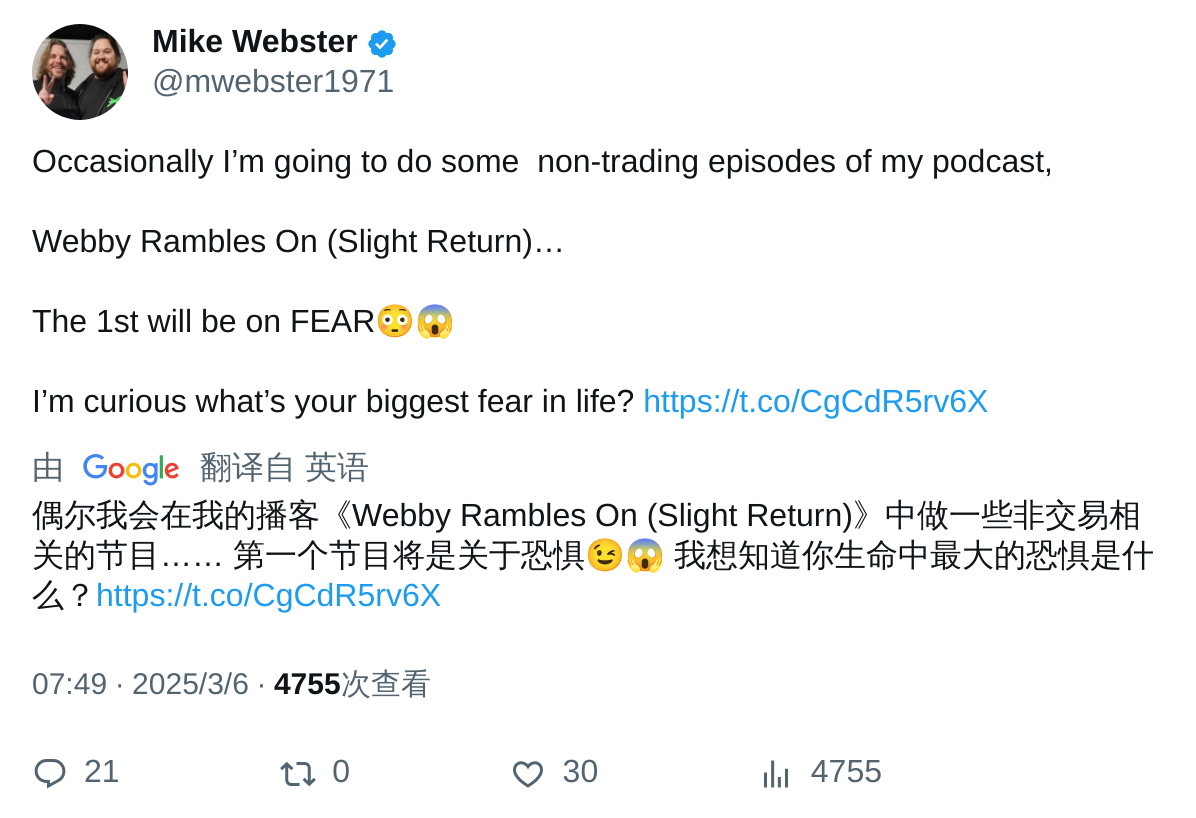 Mike Webster
@mwebster1971
Occasionally I’m going to do some  non-trading episodes of my podcast,
Webby Rambles On (Slight Return)…
The 1st will be on FEAR😳😱
I’m curious what’s your biggest fear in life? https://t.co/CgCdR5rv6X
由 Google 翻译自 英语
偶尔我会在我的播客《Webby Rambles On (Slight Return)》中做一些非交易相
关的节目…… 第一个节目将是关于恐惧😉😱 我想知道你生命中最大的恐惧是什
么？https://t.co/CgCdR5rv6X
07:49 · 2025/3/6 · 4755次查看
21 0 30 4755